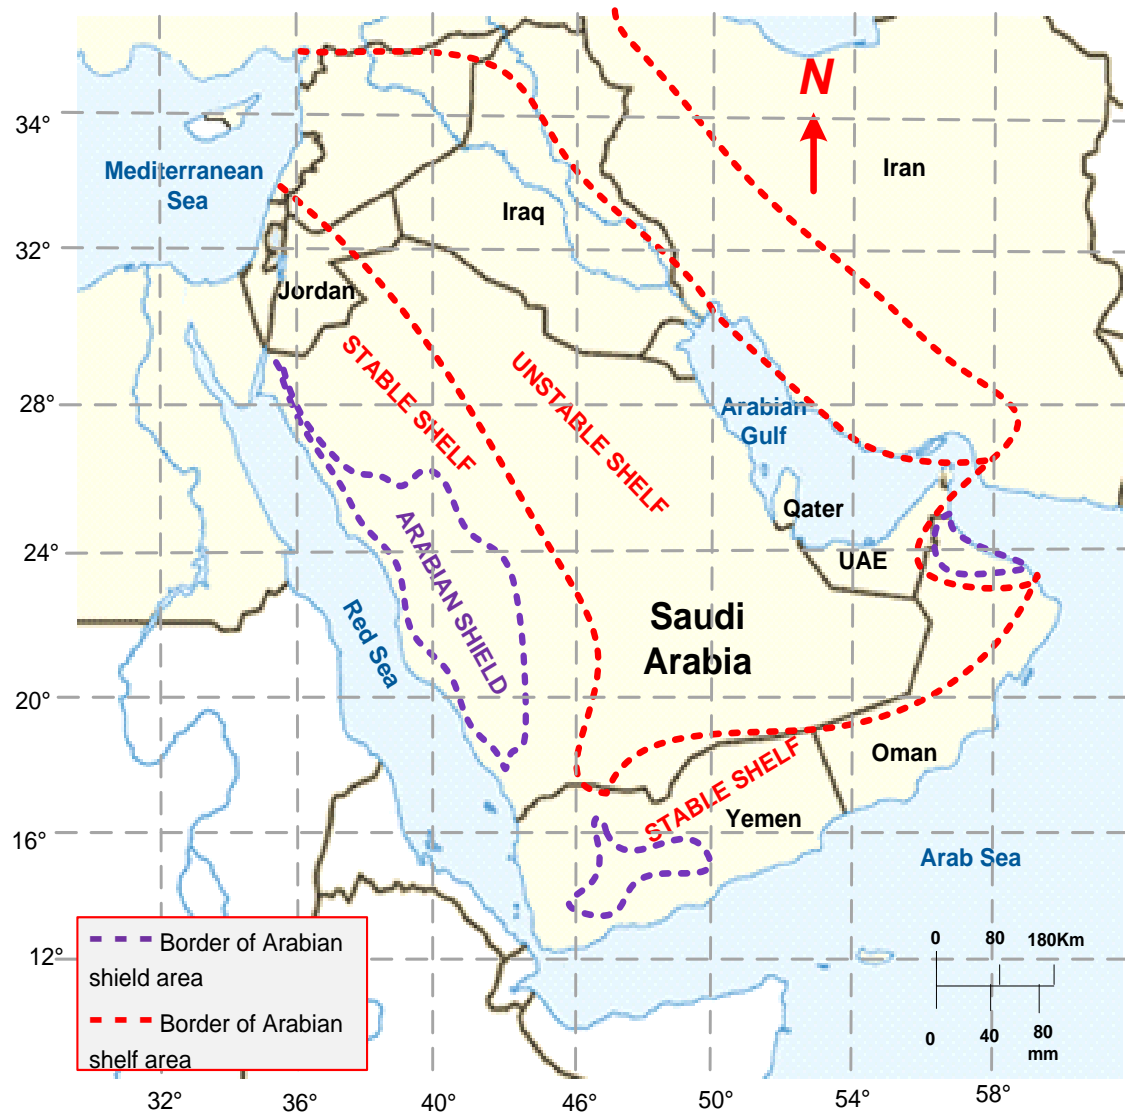 N
34°
Mediterranean
Sea
Iran
Iraq
32°
Jordan
STABLE SHELF
UNSTABLE SHELF
28°
Arabian
Gulf
ARABIAN SHIELD
Qater
24°
UAE
Red Sea
Saudi
Arabia
20°
Oman
STABLE SHELF
Yemen
16°
Arab Sea
Border of Arabian
shield area
Border of Arabian
shelf area
12°
0 80 180Km
0 40 80
mm
32° 36° 40° 46° 50° 54° 58°